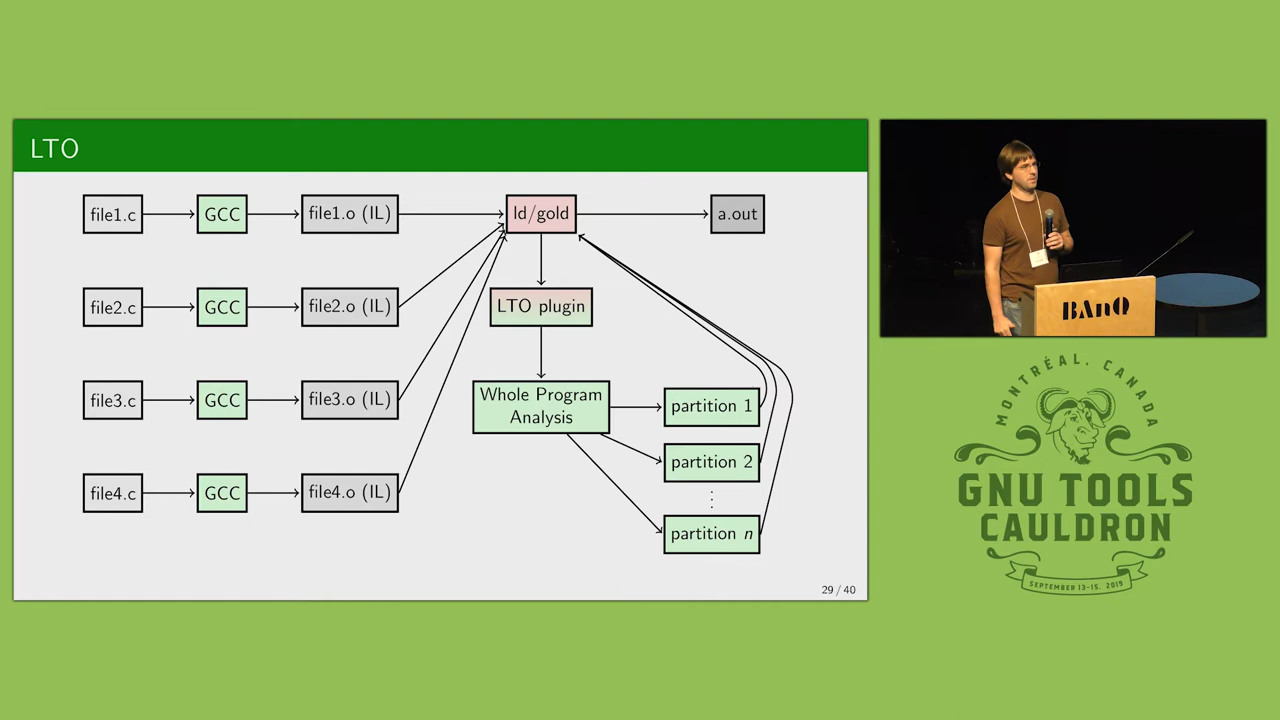 LTO
file1.c
GCC
file1.o (IL)
ld/gold
a.out
file2.c
GCC
file2.o (IL)
LTO plugin
file3.c
GCC
file3.o (IL)
Whole Program
Analysis
partition 1
partition 2
⋮
file4.c
GCC
file4.o (IL)
partition n
29 / 40
BAnQ
MONTRÉAL, CANADA
GNU TOOLS
CAULDRON
SEPTEMBER 13-15, 2019